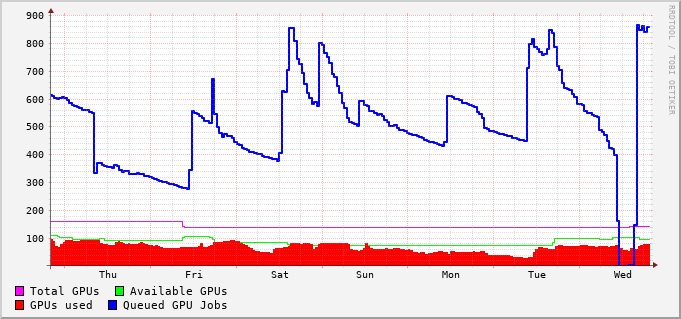 900
800
700
600
500
400
300
200
100
Thu Fri Sat Sun Mon Tue Wed
Total GPUs Available GPUs
GPUs used Queued GPU Jobs
RRDTOOL / TOBI OETIKER